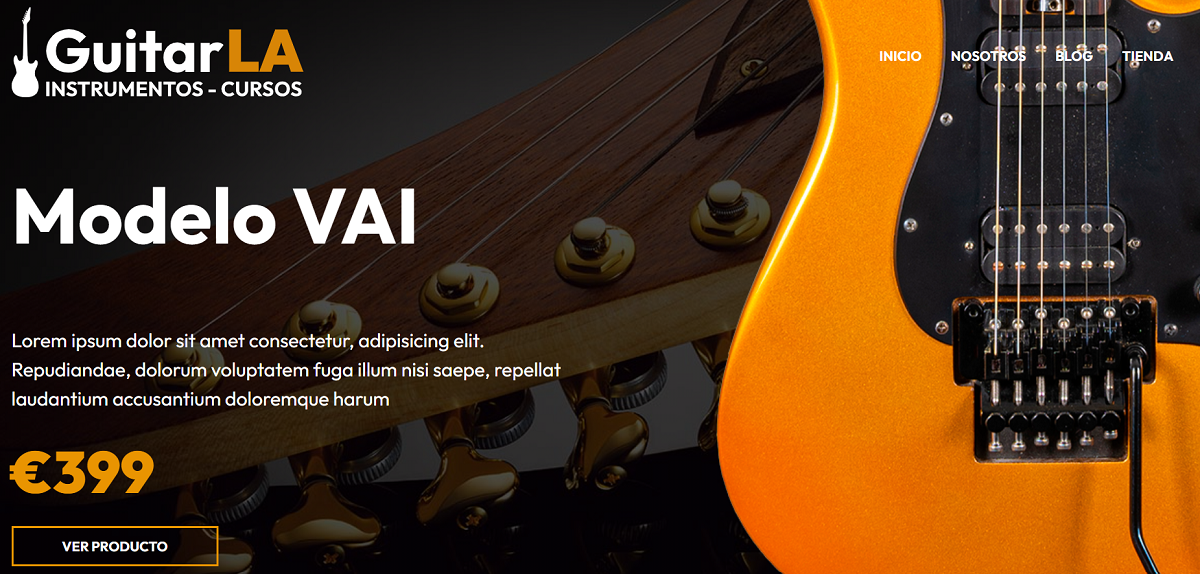 GuitarLA
INSTRUMENTOS - CURSOS
INICIO NOSOTROS BLOG TIENDA
Modelo VAI
Lorem ipsum dolor sit amet consectetur, adipisicing elit.
Repudiandae, dolorum voluptatem fuga illum nisi saepe, repellat
laudantium accusantium doloremque harum
€399
VER PRODUCTO